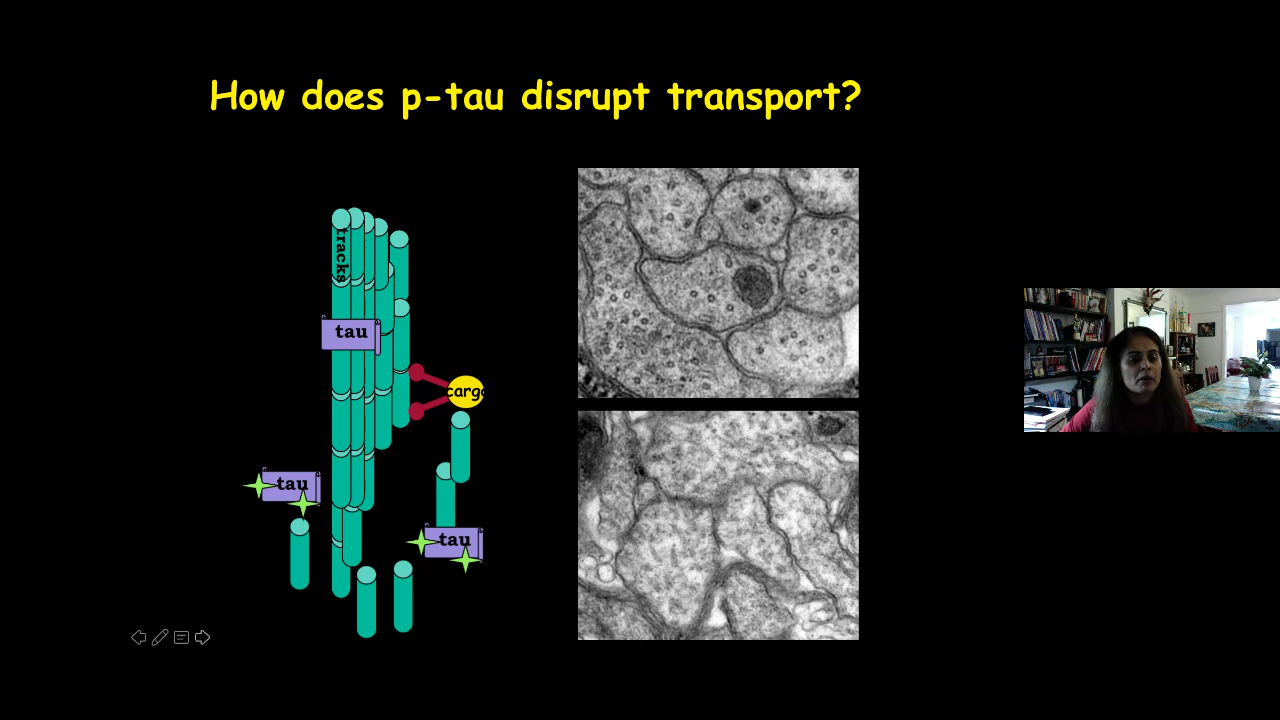 How does p-tau disrupt transport?
tracks
tau
cargo
tau
tau